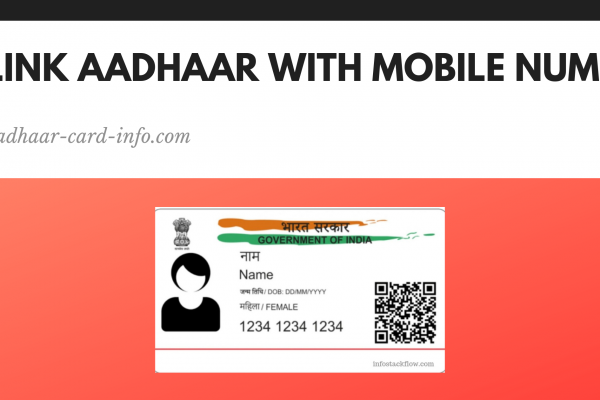 LINK AADHAAR WITH MOBILE NUM
adhaar-card-info.com
भारत सरकार
GOVERNMENT OF INDIA
नाम
Name
जन्म तिथि / DOB: DD/MM/YYYY
महिला / FEMALE
1234 1234 1234
infostackflow.com